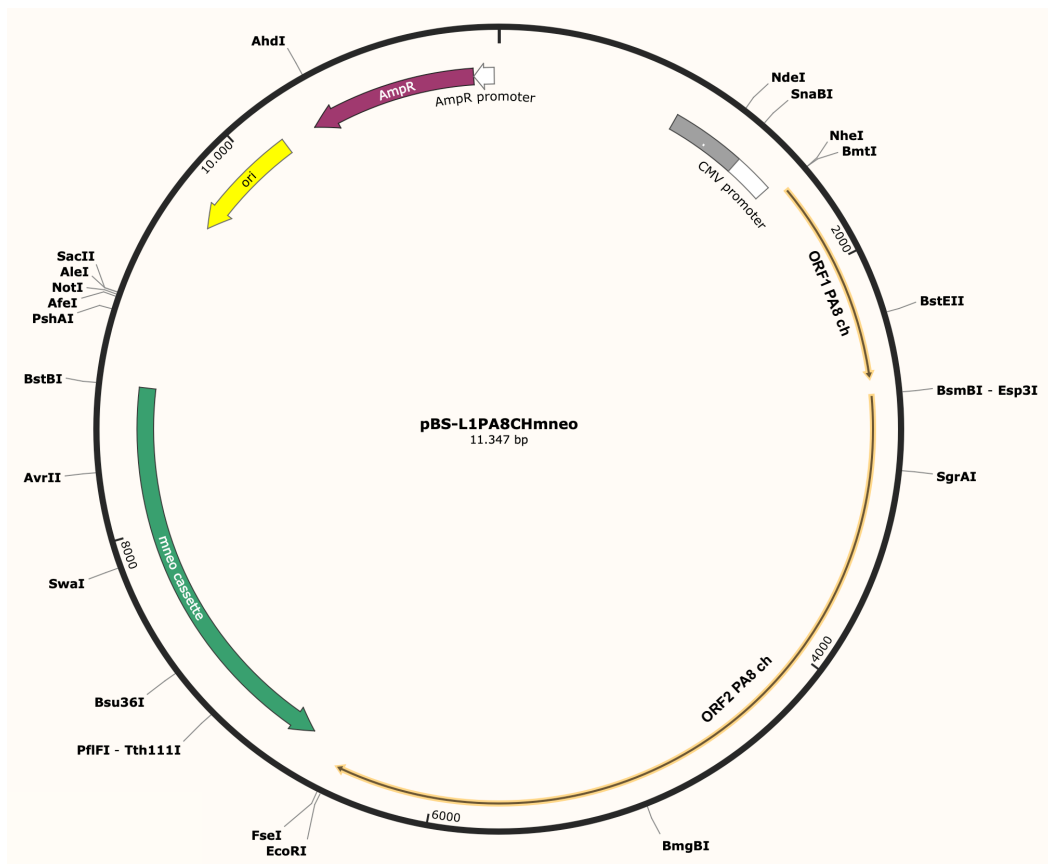 AhdI
AmpR
AmpR promoter
NdeI
SnaBI
CMV promoter
NheI
BmtI
10.000
ori
2000
ORF1 PA8 ch
SacII
AleI
NotI
AfeI
PshAI
BstEII
BstBI
BsmBI - Esp3I
pBS-L1PA8CHmneo
11.347 bp
AvrII
SgrAI
8000
mneo cassette
SwaI
4000
ORF2 PA8 ch
Bsu36I
PflFI - Tth111I
6000
FseI
EcoRI
BmgBI